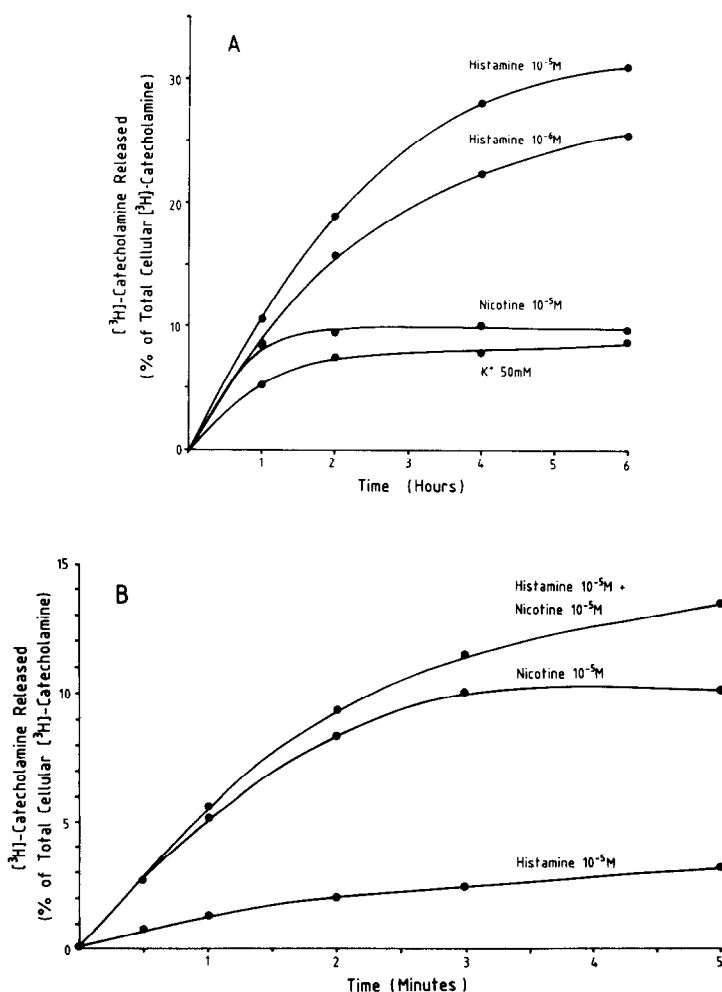 A
[³H]-Catecholamine Released
(% of Total Cellular [³H]-Catecholamine)
30
20
10
0
Histamine 10⁻⁵M
Histamine 10⁻⁶M
Nicotine 10⁻⁵M
K⁺ 50mM
1 2 3 4 5 6
Time (Hours)
B
[³H]-Catecholamine Released
(% of Total Cellular [³H]-Catecholamine)
15
10
5
0
Histamine 10⁻⁵M +
Nicotine 10⁻⁵M
Nicotine 10⁻⁵M
Histamine 10⁻⁵M
1 2 3 4 5
Time (Minutes)